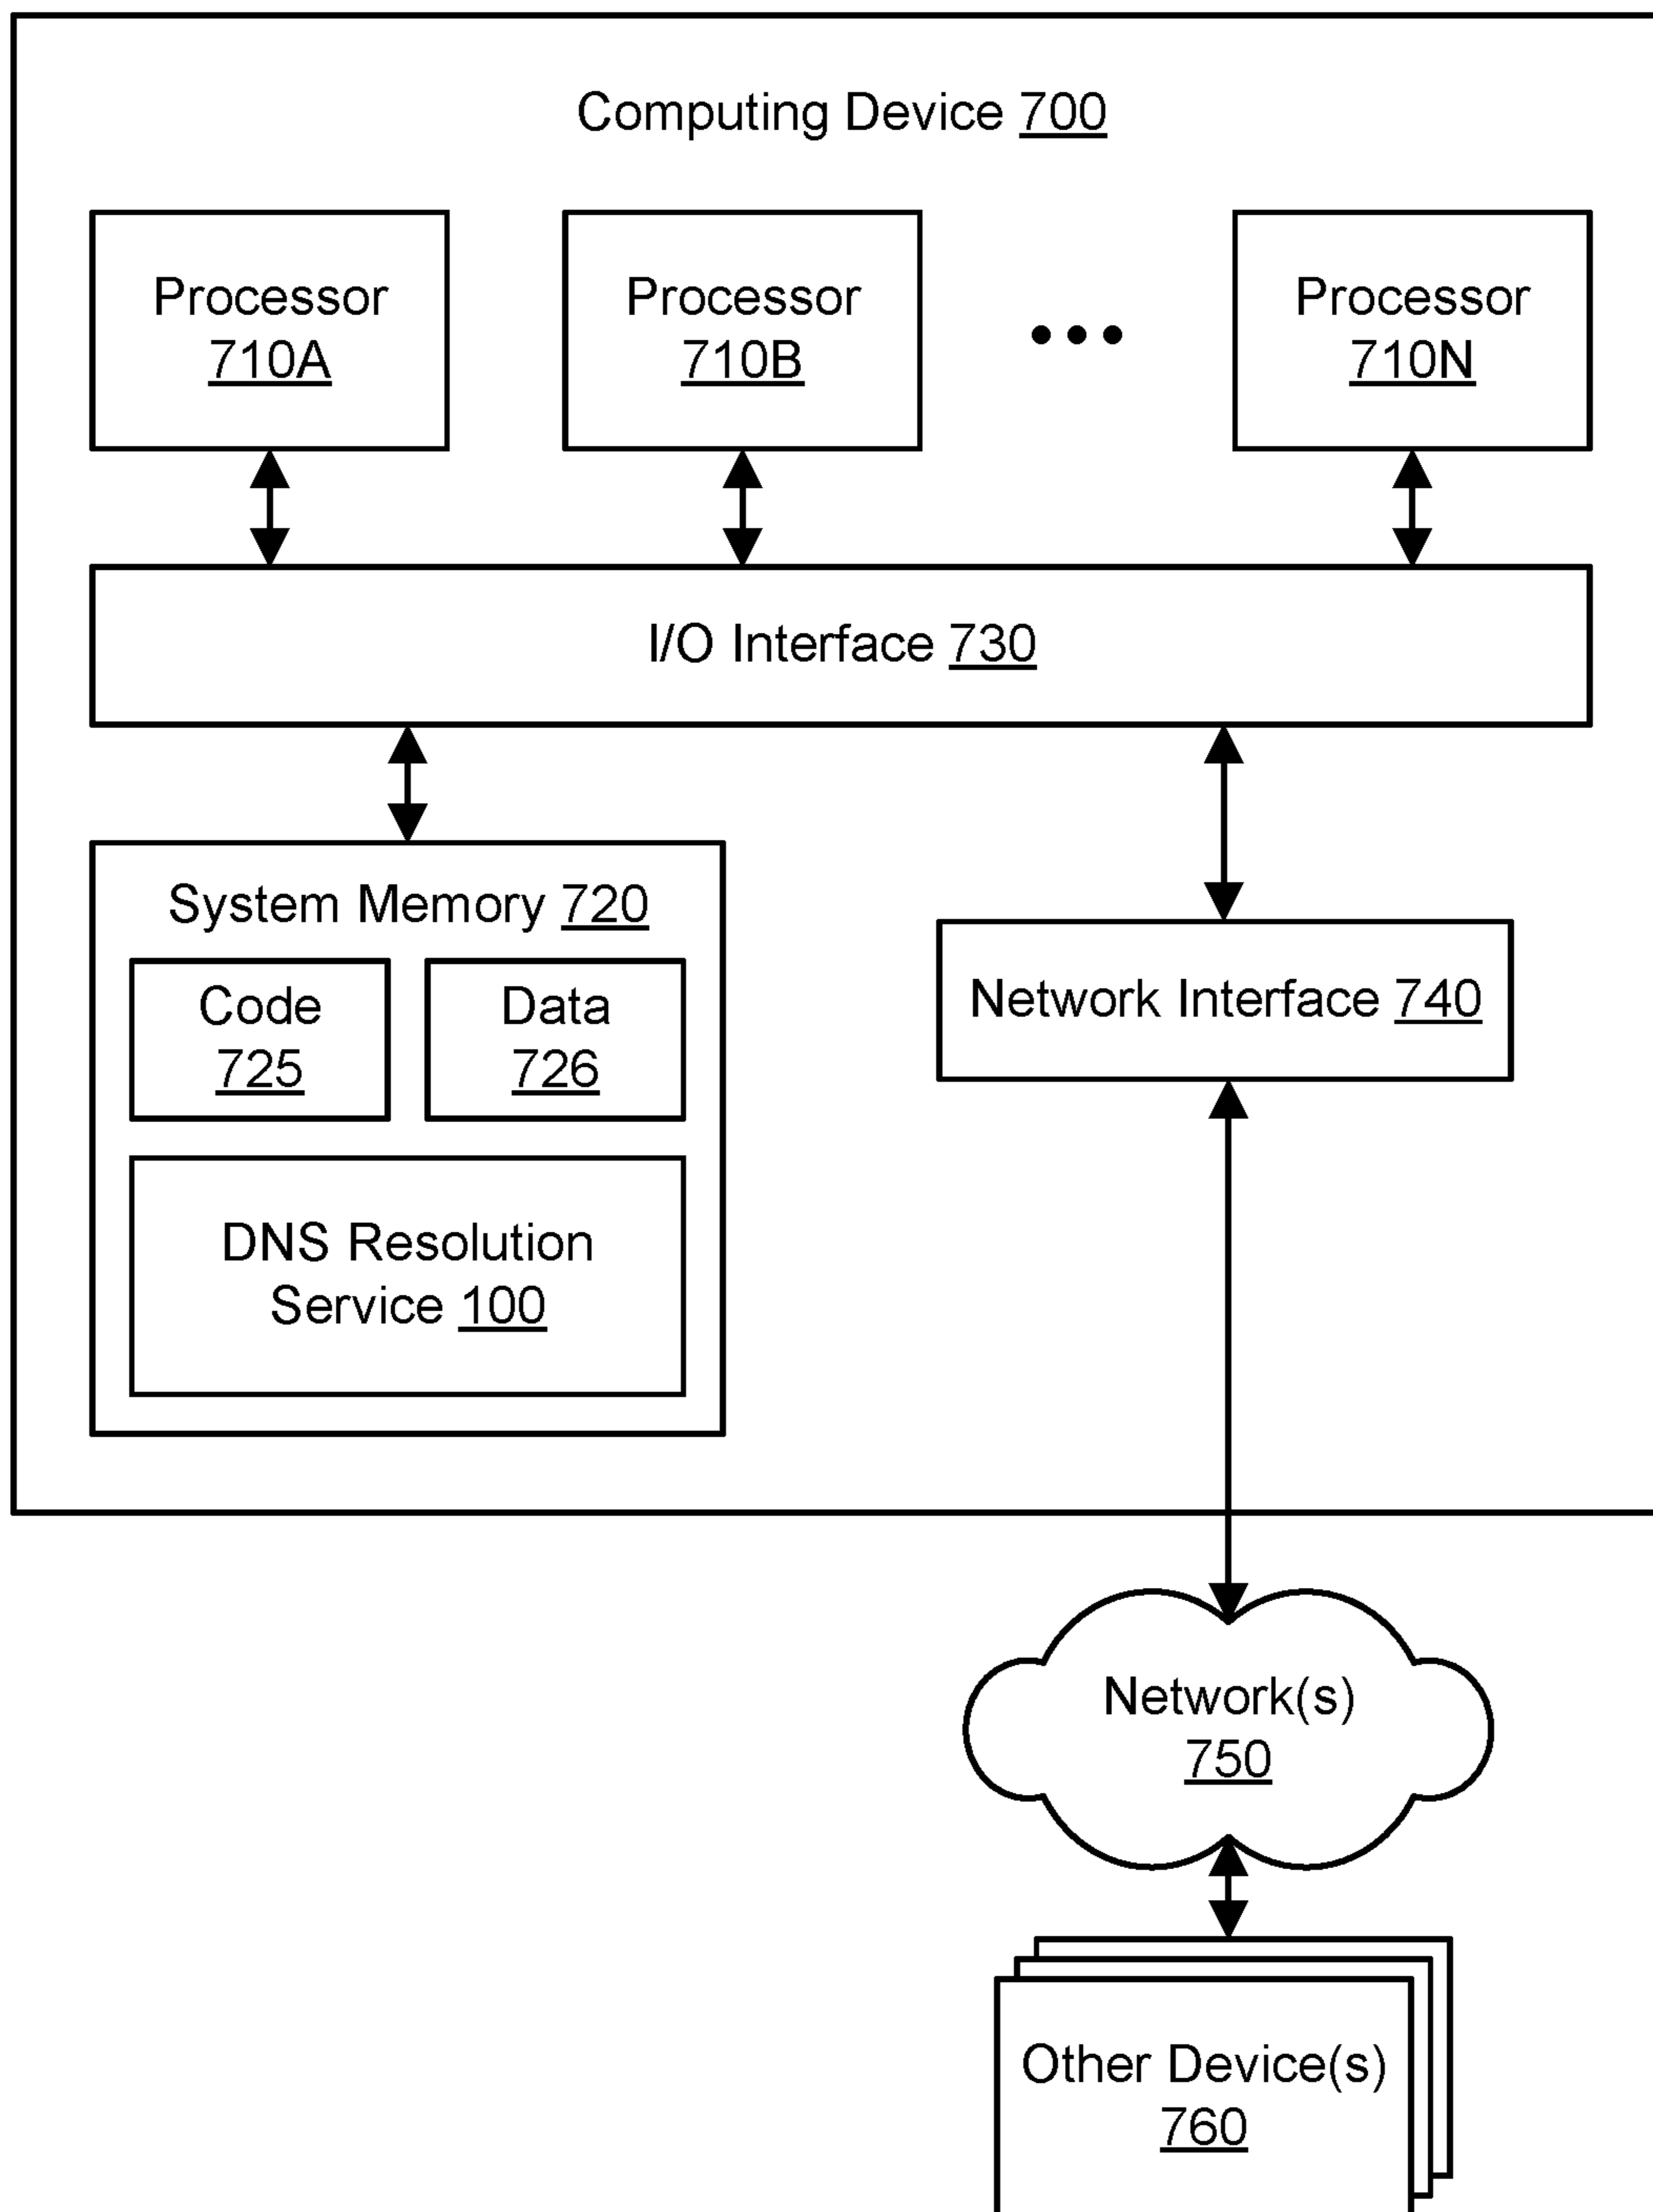 Computing Device 700
Processor
710A
Processor
710B
Processor
710N
I/O Interface 730
System Memory 720
Code
725
Data
726
DNS Resolution
Service 100
Network Interface 740
Network(s)
750
Other Device(s)
760